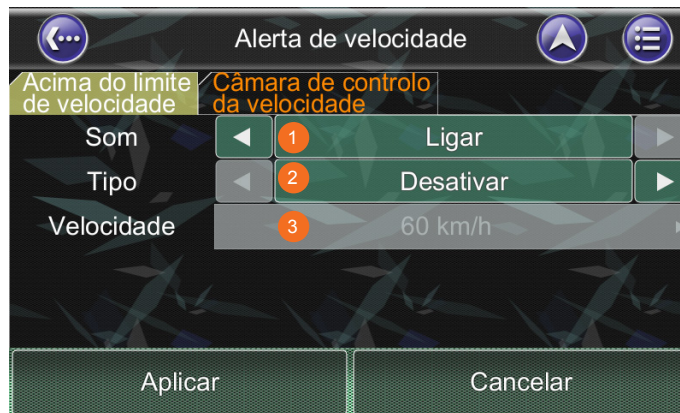 Alerta de velocidade
Acima do limite
de velocidade
Câmara de controlo
da velocidade
Som
1
Ligar
Tipo
2
Desativar
Velocidade
3
60 km/h
Aplicar
Cancelar